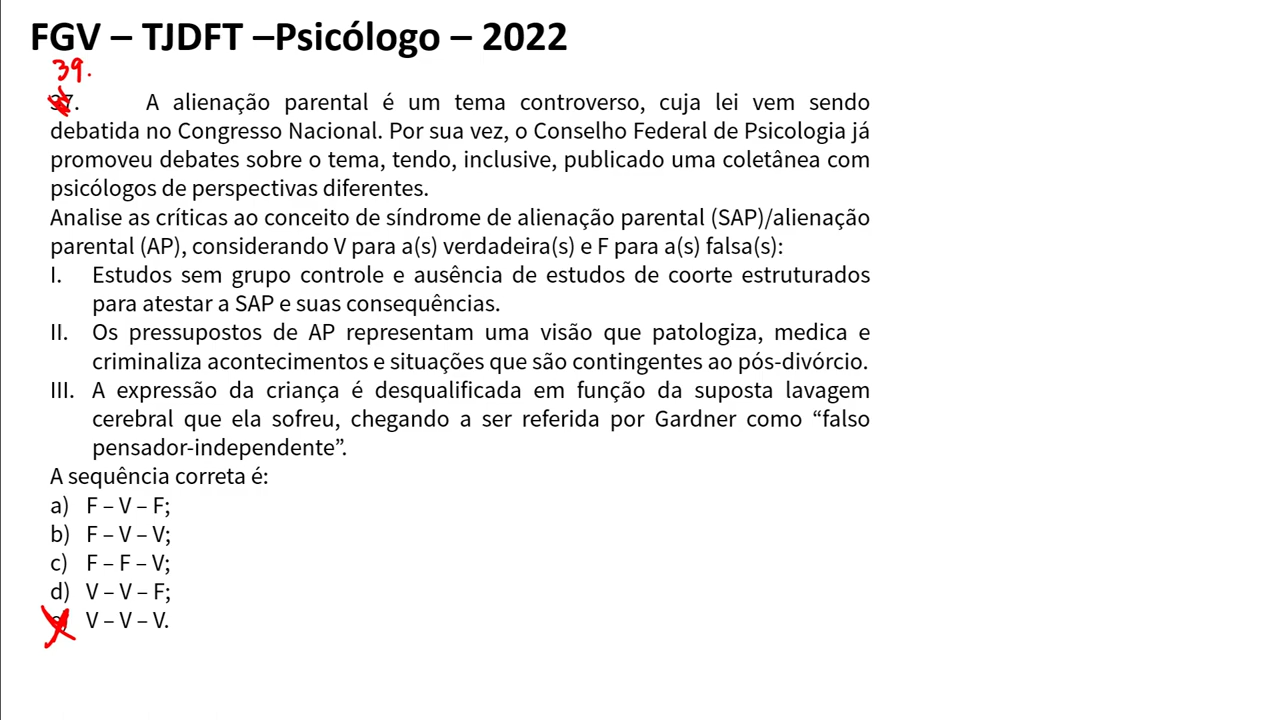 FGV – TJDFT –Psicólogo – 2022
39.
37. A alienação parental é um tema controverso, cuja lei vem sendo
debatida no Congresso Nacional. Por sua vez, o Conselho Federal de Psicologia já
promoveu debates sobre o tema, tendo, inclusive, publicado uma coletânea com
psicólogos de perspectivas diferentes.
Analise as críticas ao conceito de síndrome de alienação parental (SAP)/alienação
parental (AP), considerando V para a(s) verdadeira(s) e F para a(s) falsa(s):
I. Estudos sem grupo controle e ausência de estudos de coorte estruturados
para atestar a SAP e suas consequências.
II. Os pressupostos de AP representam uma visão que patologiza, medica e
criminaliza acontecimentos e situações que são contingentes ao pós-divórcio.
III. A expressão da criança é desqualificada em função da suposta lavagem
cerebral que ela sofreu, chegando a ser referida por Gardner como “falso
pensador-independente”.
A sequência correta é:
a) F – V – F;
b) F – V – V;
c) F – F – V;
d) V – V – F;
e) V – V – V.